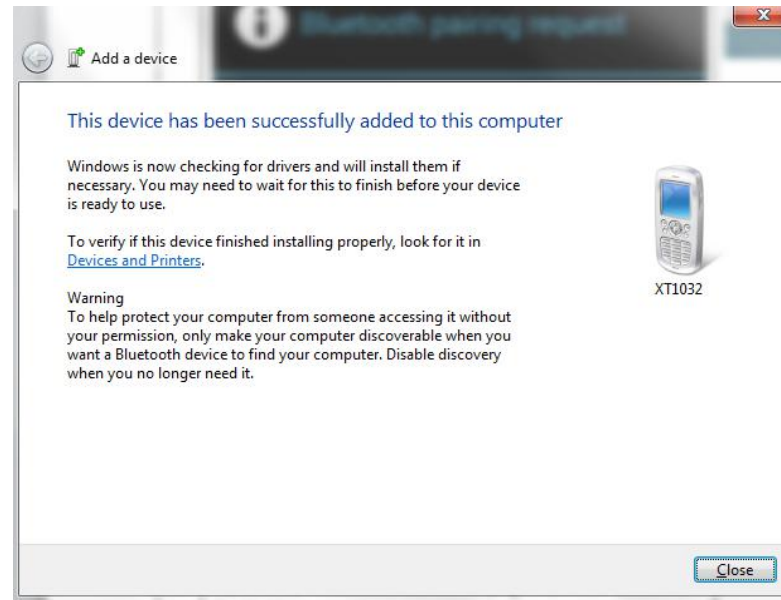 Bluetooth pairing request
Add a device
This device has been successfully added to this computer
Windows is now checking for drivers and will install them if
necessary. You may need to wait for this to finish before your device
is ready to use.
To verify if this device finished installing properly, look for it in
Devices and Printers.
XT1032
Warning
To help protect your computer from someone accessing it without
your permission, only make your computer discoverable when you
want a Bluetooth device to find your computer. Disable discovery
when you no longer need it.
Close